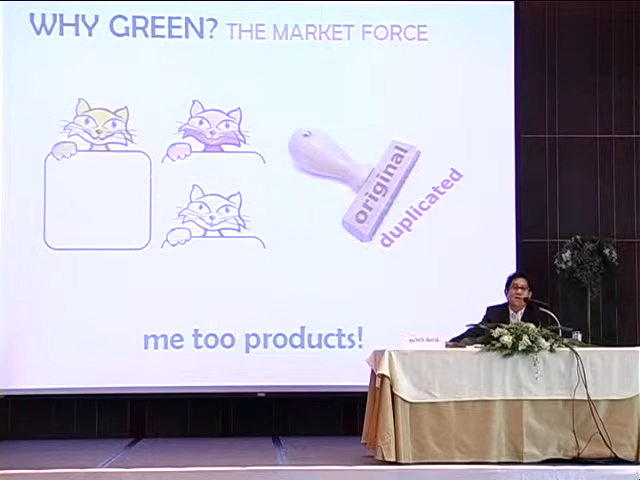 WHY GREEN? THE MARKET FORCE
original
duplicated
me too products!